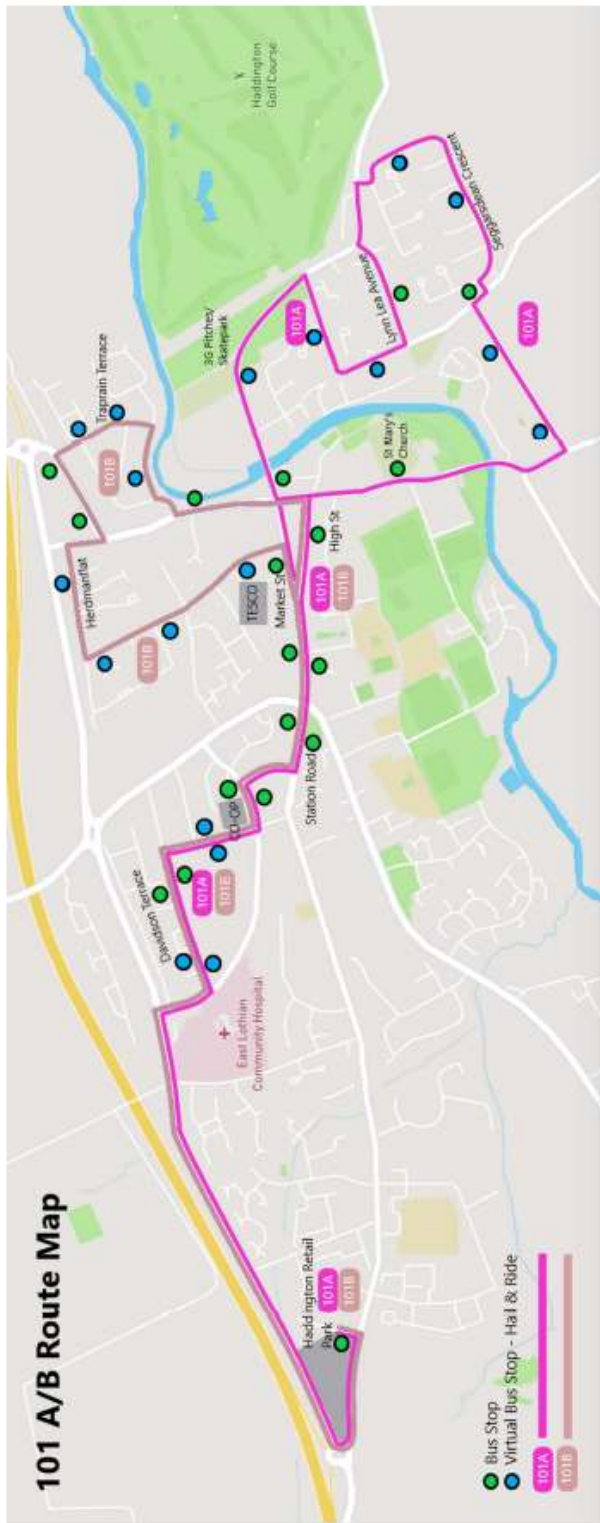 101 A/B Route Map
Haddington Retail
Park
101A
101B
East Lothian
Community Hospital
Davidson Terrace
101A
101B
CO-OP
Station Road
Herdmanflat
101B
TESCO
Market St
101A
101B
High St
101B
Traprain Terrace
3G Pitches/
Skatepark
Haddington
Golf Course
101A
Lynn Lea Avenue
St Mary's
Church
Seggarsdean Crescent
101A
Bus Stop
Virtual Bus Stop - Hail & Ride
101A
101B